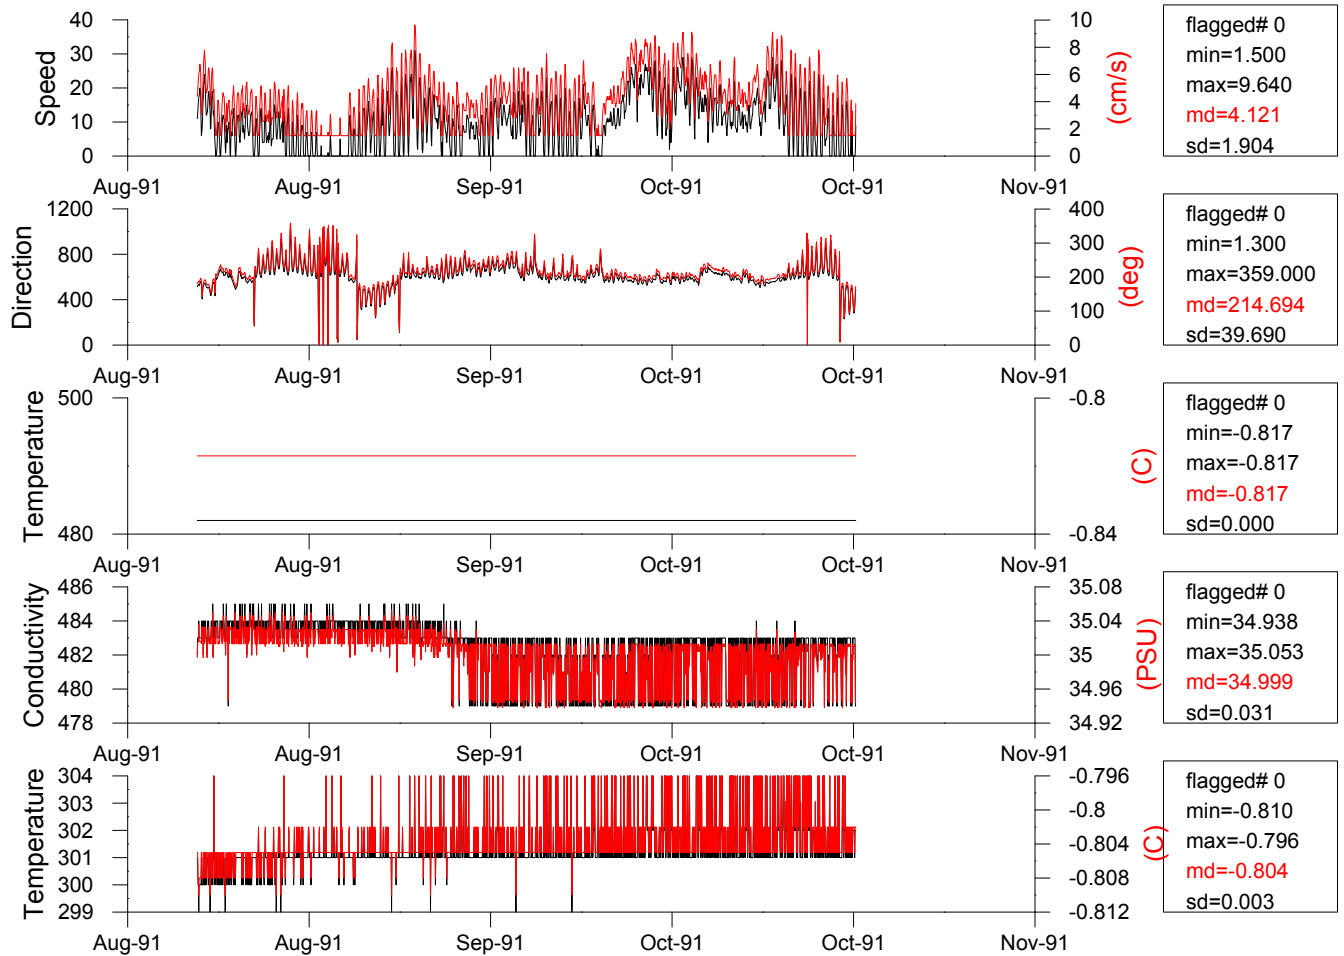 Speed
40
30
20
10
0
10
8
6
4
2
0
(cm/s)
Aug-91 Aug-91 Sep-91 Oct-91 Oct-91 Nov-91
flagged# 0
min=1.500
max=9.640
md=4.121
sd=1.904
Direction
1200
800
400
0
400
300
200
100
0
(deg)
Aug-91 Aug-91 Sep-91 Oct-91 Oct-91 Nov-91
flagged# 0
min=1.300
max=359.000
md=214.694
sd=39.690
Temperature
500
480
-0.8
-0.84
(C)
Aug-91 Aug-91 Sep-91 Oct-91 Oct-91 Nov-91
flagged# 0
min=-0.817
max=-0.817
md=-0.817
sd=0.000
Conductivity
486
484
482
480
478
35.08
35.04
35
34.96
34.92
(PSU)
Aug-91 Aug-91 Sep-91 Oct-91 Oct-91 Nov-91
flagged# 0
min=34.938
max=35.053
md=34.999
sd=0.031
Temperature
304
303
302
301
300
299
-0.796
-0.8
-0.804
-0.808
-0.812
(C)
Aug-91 Aug-91 Sep-91 Oct-91 Oct-91 Nov-91
flagged# 0
min=-0.810
max=-0.796
md=-0.804
sd=0.003